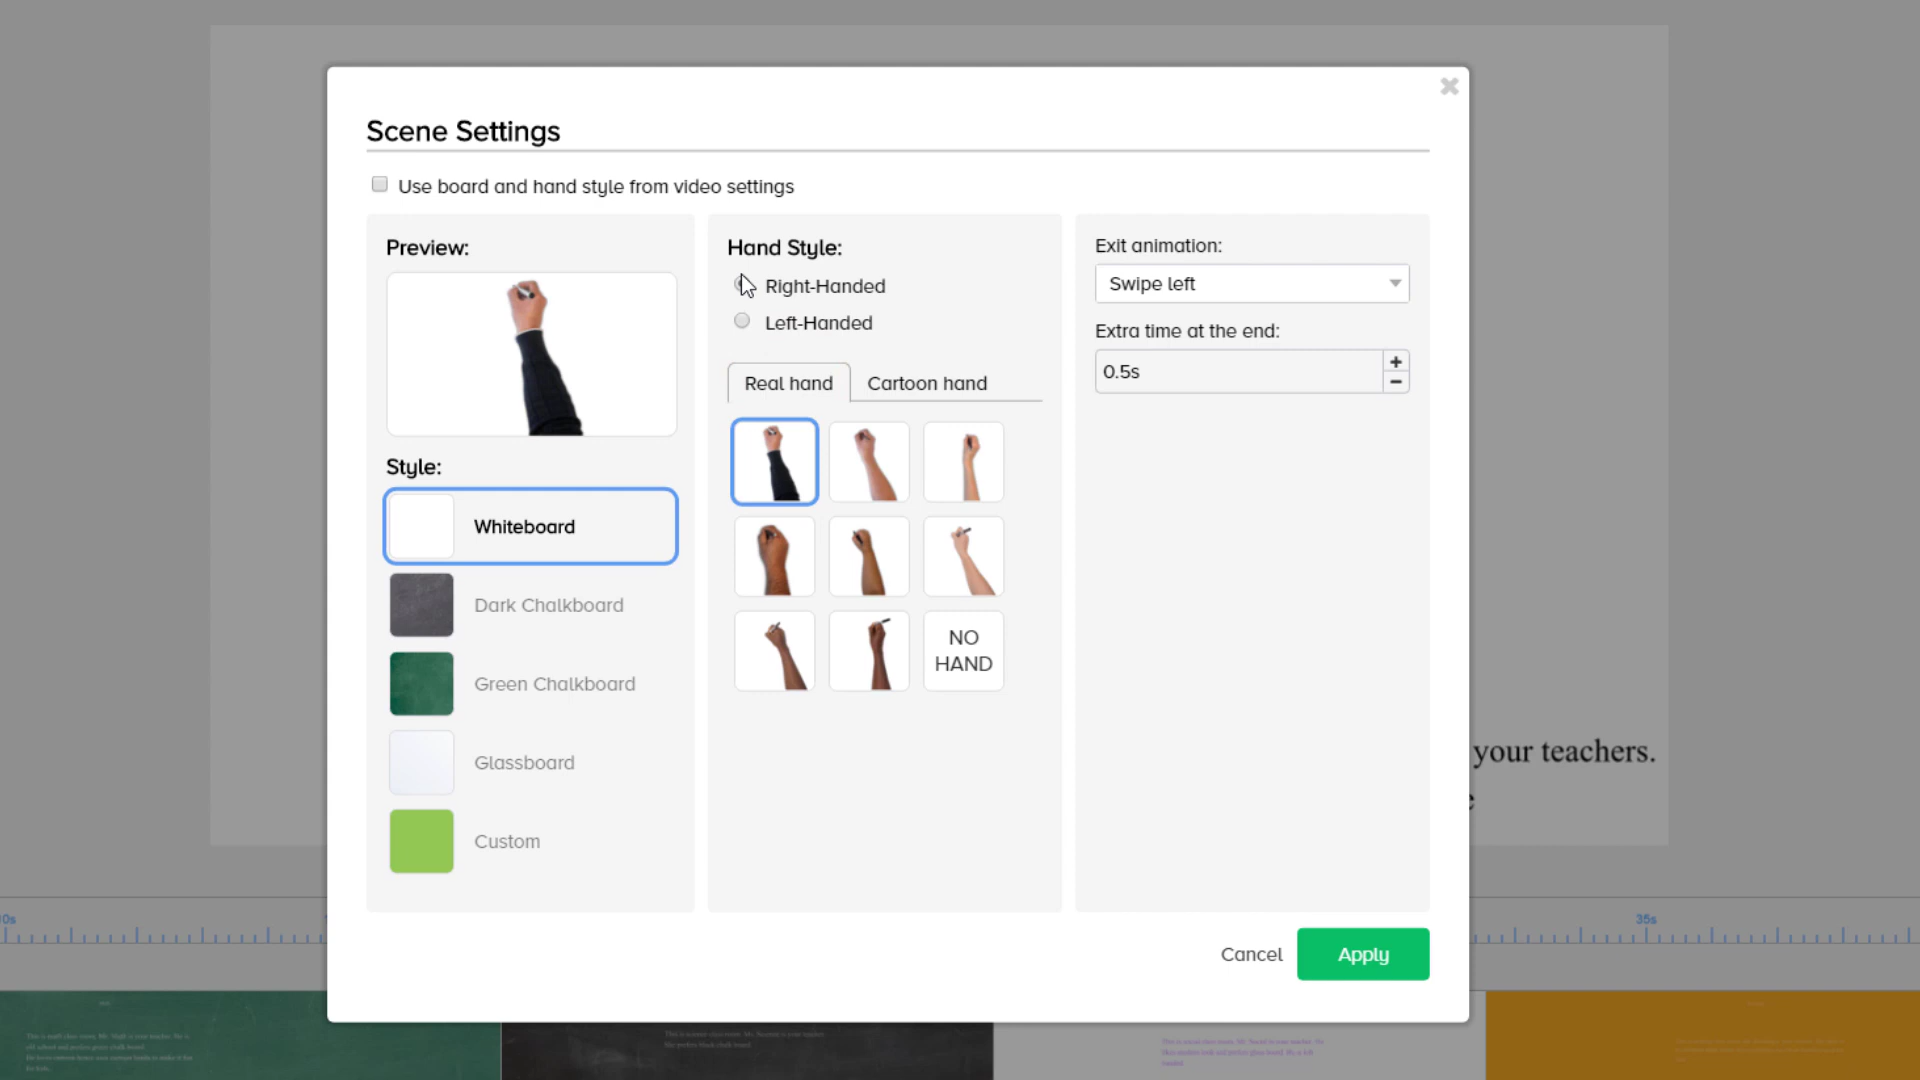 Scene Settings
Use board and hand style from video settings
Preview:
Style:
Whiteboard
Dark Chalkboard
Green Chalkboard
Glassboard
Custom
Hand Style:
Right-Handed
Left-Handed
Real hand
Cartoon hand
NO
HAND
Exit animation:
Swipe left
Extra time at the end:
0.5s
Cancel
Apply
your teachers.
35s